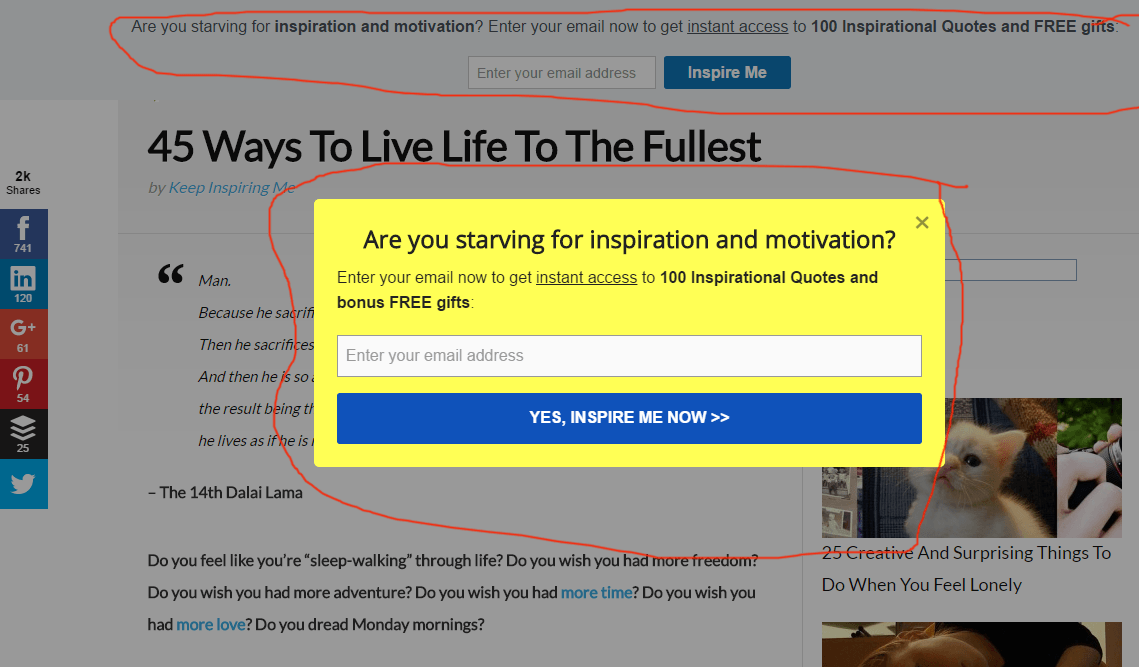 Are you starving for inspiration and motivation? Enter your email now to get instant access to 100 Inspirational Quotes and FREE gifts:
Enter your email address
Inspire Me
45 Ways To Live Life To The Fullest
by Keep Inspiring Me
2k
Shares
741
120
61
54
25
Are you starving for inspiration and motivation?
×
Enter your email now to get instant access to 100 Inspirational Quotes and
bonus FREE gifts:
Enter your email address
YES, INSPIRE ME NOW >>
“ Man.
Because he sacrifi
Then he sacrifices
And then he is so a
the result being th
he lives as if he is
– The 14th Dalai Lama
Do you feel like you’re “sleep-walking” through life? Do you wish you had more freedom?
Do you wish you had more adventure? Do you wish you had more time? Do you wish you
had more love? Do you dread Monday mornings?
25 Creative And Surprising Things To
Do When You Feel Lonely